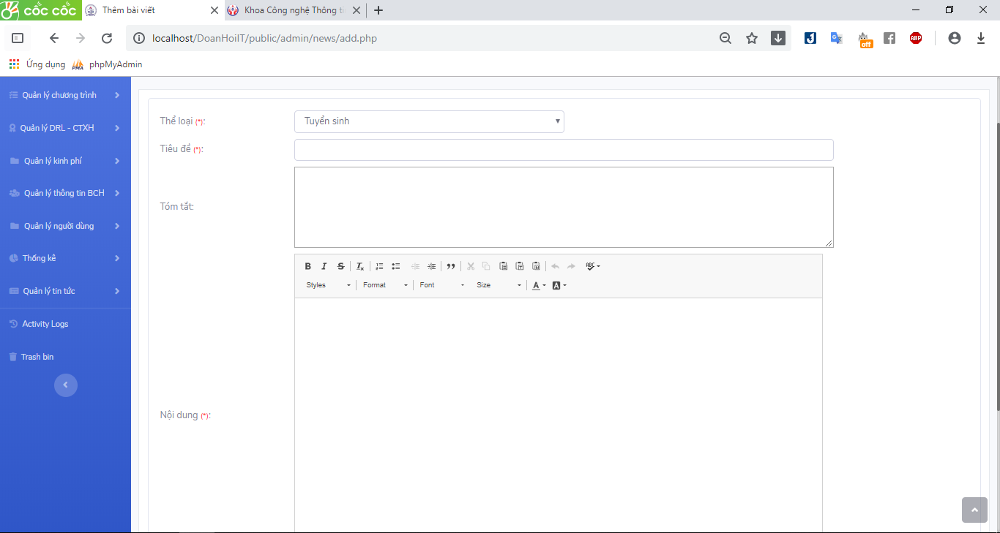 cốc cốc
Thêm bài viết
Khoa Công nghệ Thông ti
localhost/DoanHoiIT/public/admin/news/add.php
off
ABP
Ứng dụng
PMA
phpMyAdmin
Quản lý chương trình
Quản lý DRL - CTXH
Quản lý kinh phí
Quản lý thông tin BCH
Quản lý người dùng
Thống kê
Quản lý tin tức
Activity Logs
Trash bin
Thể loại (*):
Tuyển sinh
Tiêu đề (*):
Tóm tắt:
B I S Ix ABC
Styles Format Font Size A A
Nội dung (*):